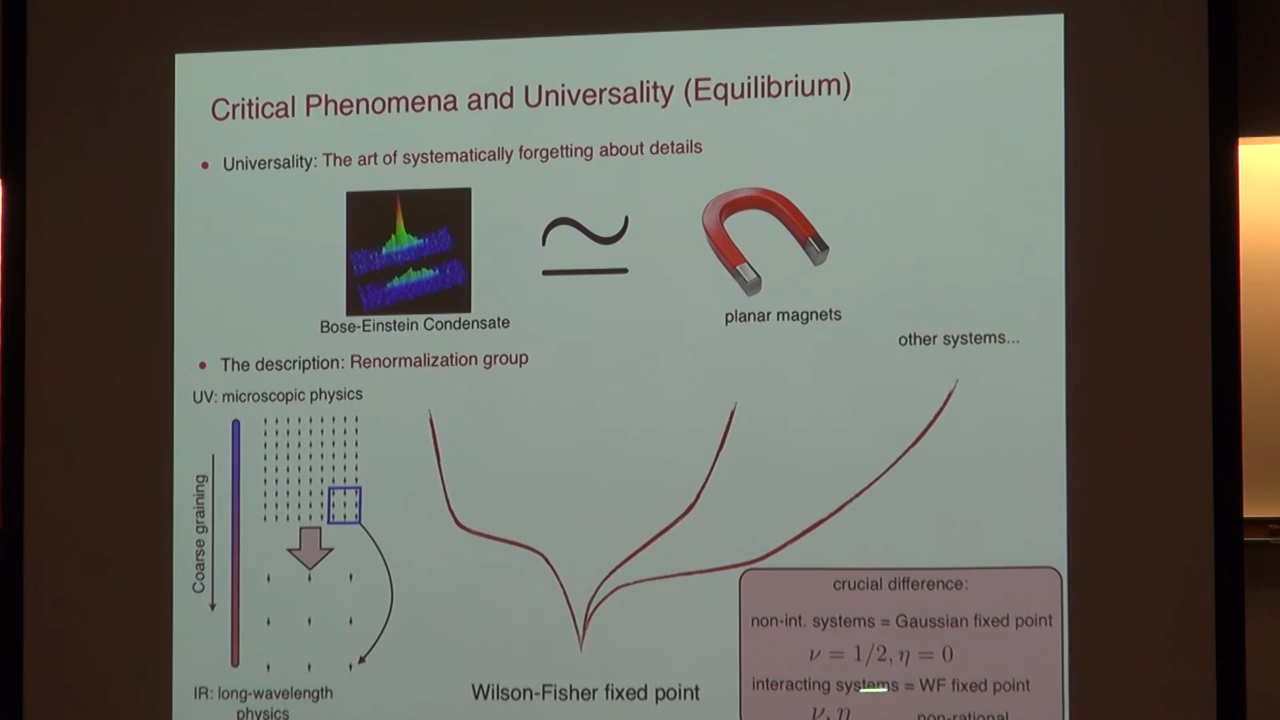 Critical Phenomena and Universality (Equilibrium)
• Universality: The art of systematically forgetting about details
≃
Bose-Einstein Condensate
planar magnets
other systems...
• The description: Renormalization group
UV: microscopic physics
Coarse graining
IR: long-wavelength
physics
Wilson-Fisher fixed point
crucial difference:
non-int. systems = Gaussian fixed point
ν = 1/2, η = 0
interacting systems = WF fixed point
ν, η non-rational